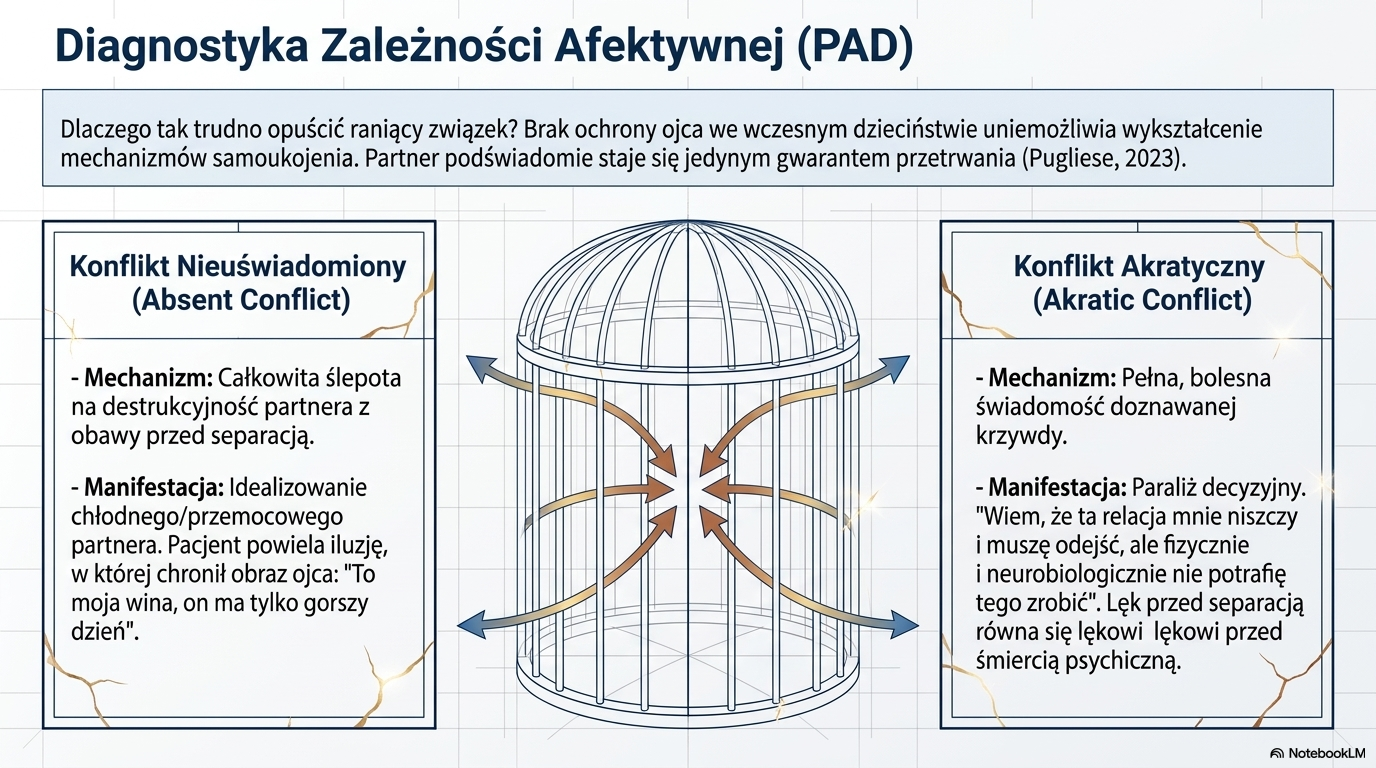 Diagnostyka Zależności Afektywnej (PAD)
Dlaczego tak trudno opuścić raniący związek? Brak ochrony ojca we wczesnym dzieciństwie uniemożliwia wykształcenie
mechanizmów samoukojenia. Partner podświadomie staje się jedynym gwarantem przetrwania (Pugliese, 2023).
Konflikt Nieuświadomiony
(Absent Conflict)
- Mechanizm: Całkowita ślepota
na destrukcyjność partnera z
obawy przed separacją.
- Manifestacja: Idealizowanie
chłodnego/przemocowego
partnera. Pacjent powiela iluzję,
w której chronił obraz ojca: "To
moja wina, on ma tylko gorszy
dzień".
Konflikt Akratyczny
(Akratic Conflict)
- Mechanizm: Pełna, bolesna
świadomość doznawanej
krzywdy.
- Manifestacja: Paraliż decyzyjny.
"Wiem, że ta relacja mnie niszczy
i muszę odejść, ale fizycznie
i neurobiologicznie nie potrafię
tego zrobić". Lęk przed separacją
równa się lękowi lękowi przed
śmiercią psychiczną.
NotebookLM